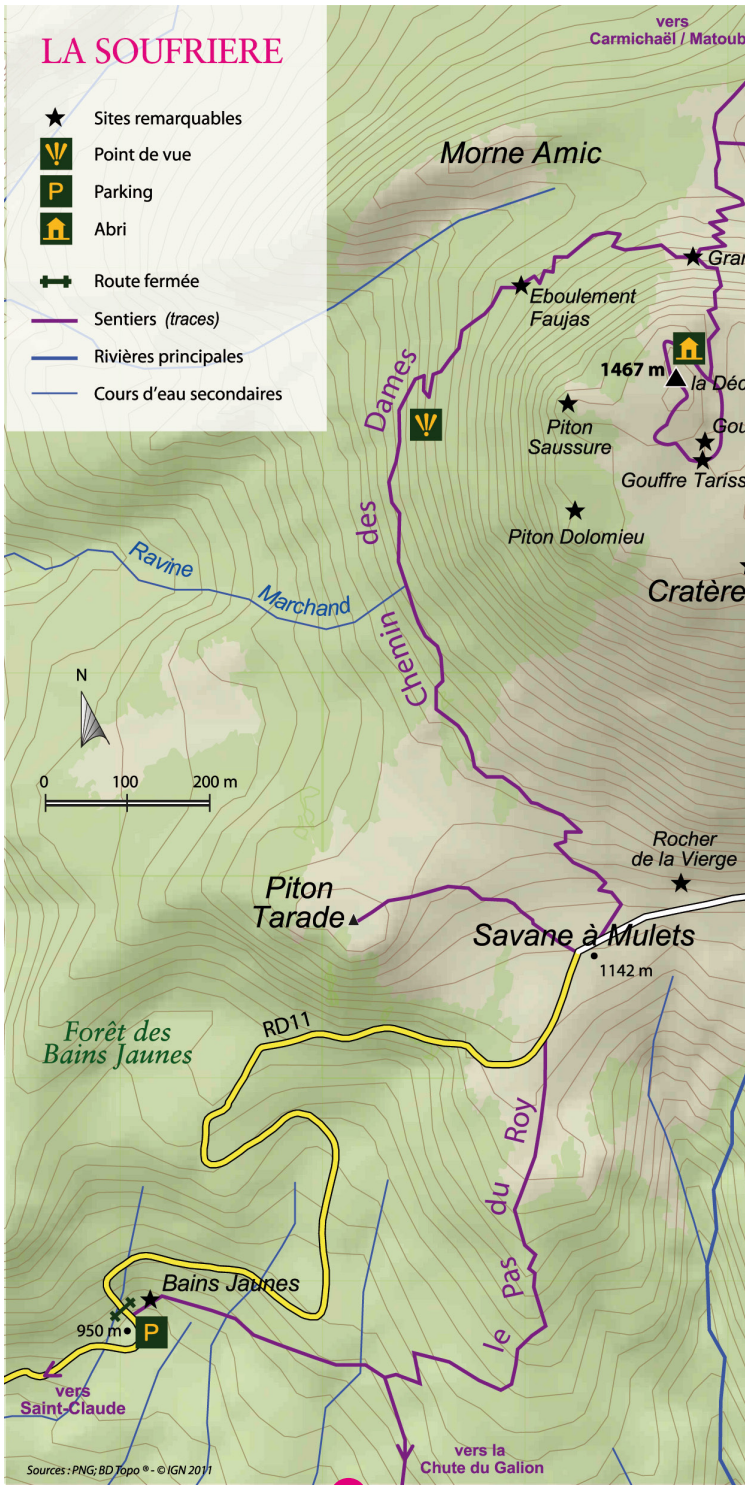 LA SOUFRIERE
Sites remarquables
Point de vue
P
Parking
Abri
Route fermée
Sentiers (traces)
Rivières principales
Cours d'eau secondaires
vers
Carmichaël / Matoub
Morne Amic
Gran
Eboulement
Faujas
1467 m
la Déc
Piton
Saussure
Gou
Gouffre Tariss
Piton Dolomieu
Cratère
Chemin des Dames
Ravine Marchand
N
0 100 200 m
Rocher
de la Vierge
Piton
Tarade
Savane à Mulets
1142 m
RD11
Forêt des
Bains Jaunes
le Pas du Roy
Bains Jaunes
950 m
P
vers
Saint-Claude
vers la
Chute du Galion
Sources : PNG; BD Topo ® - © IGN 2011